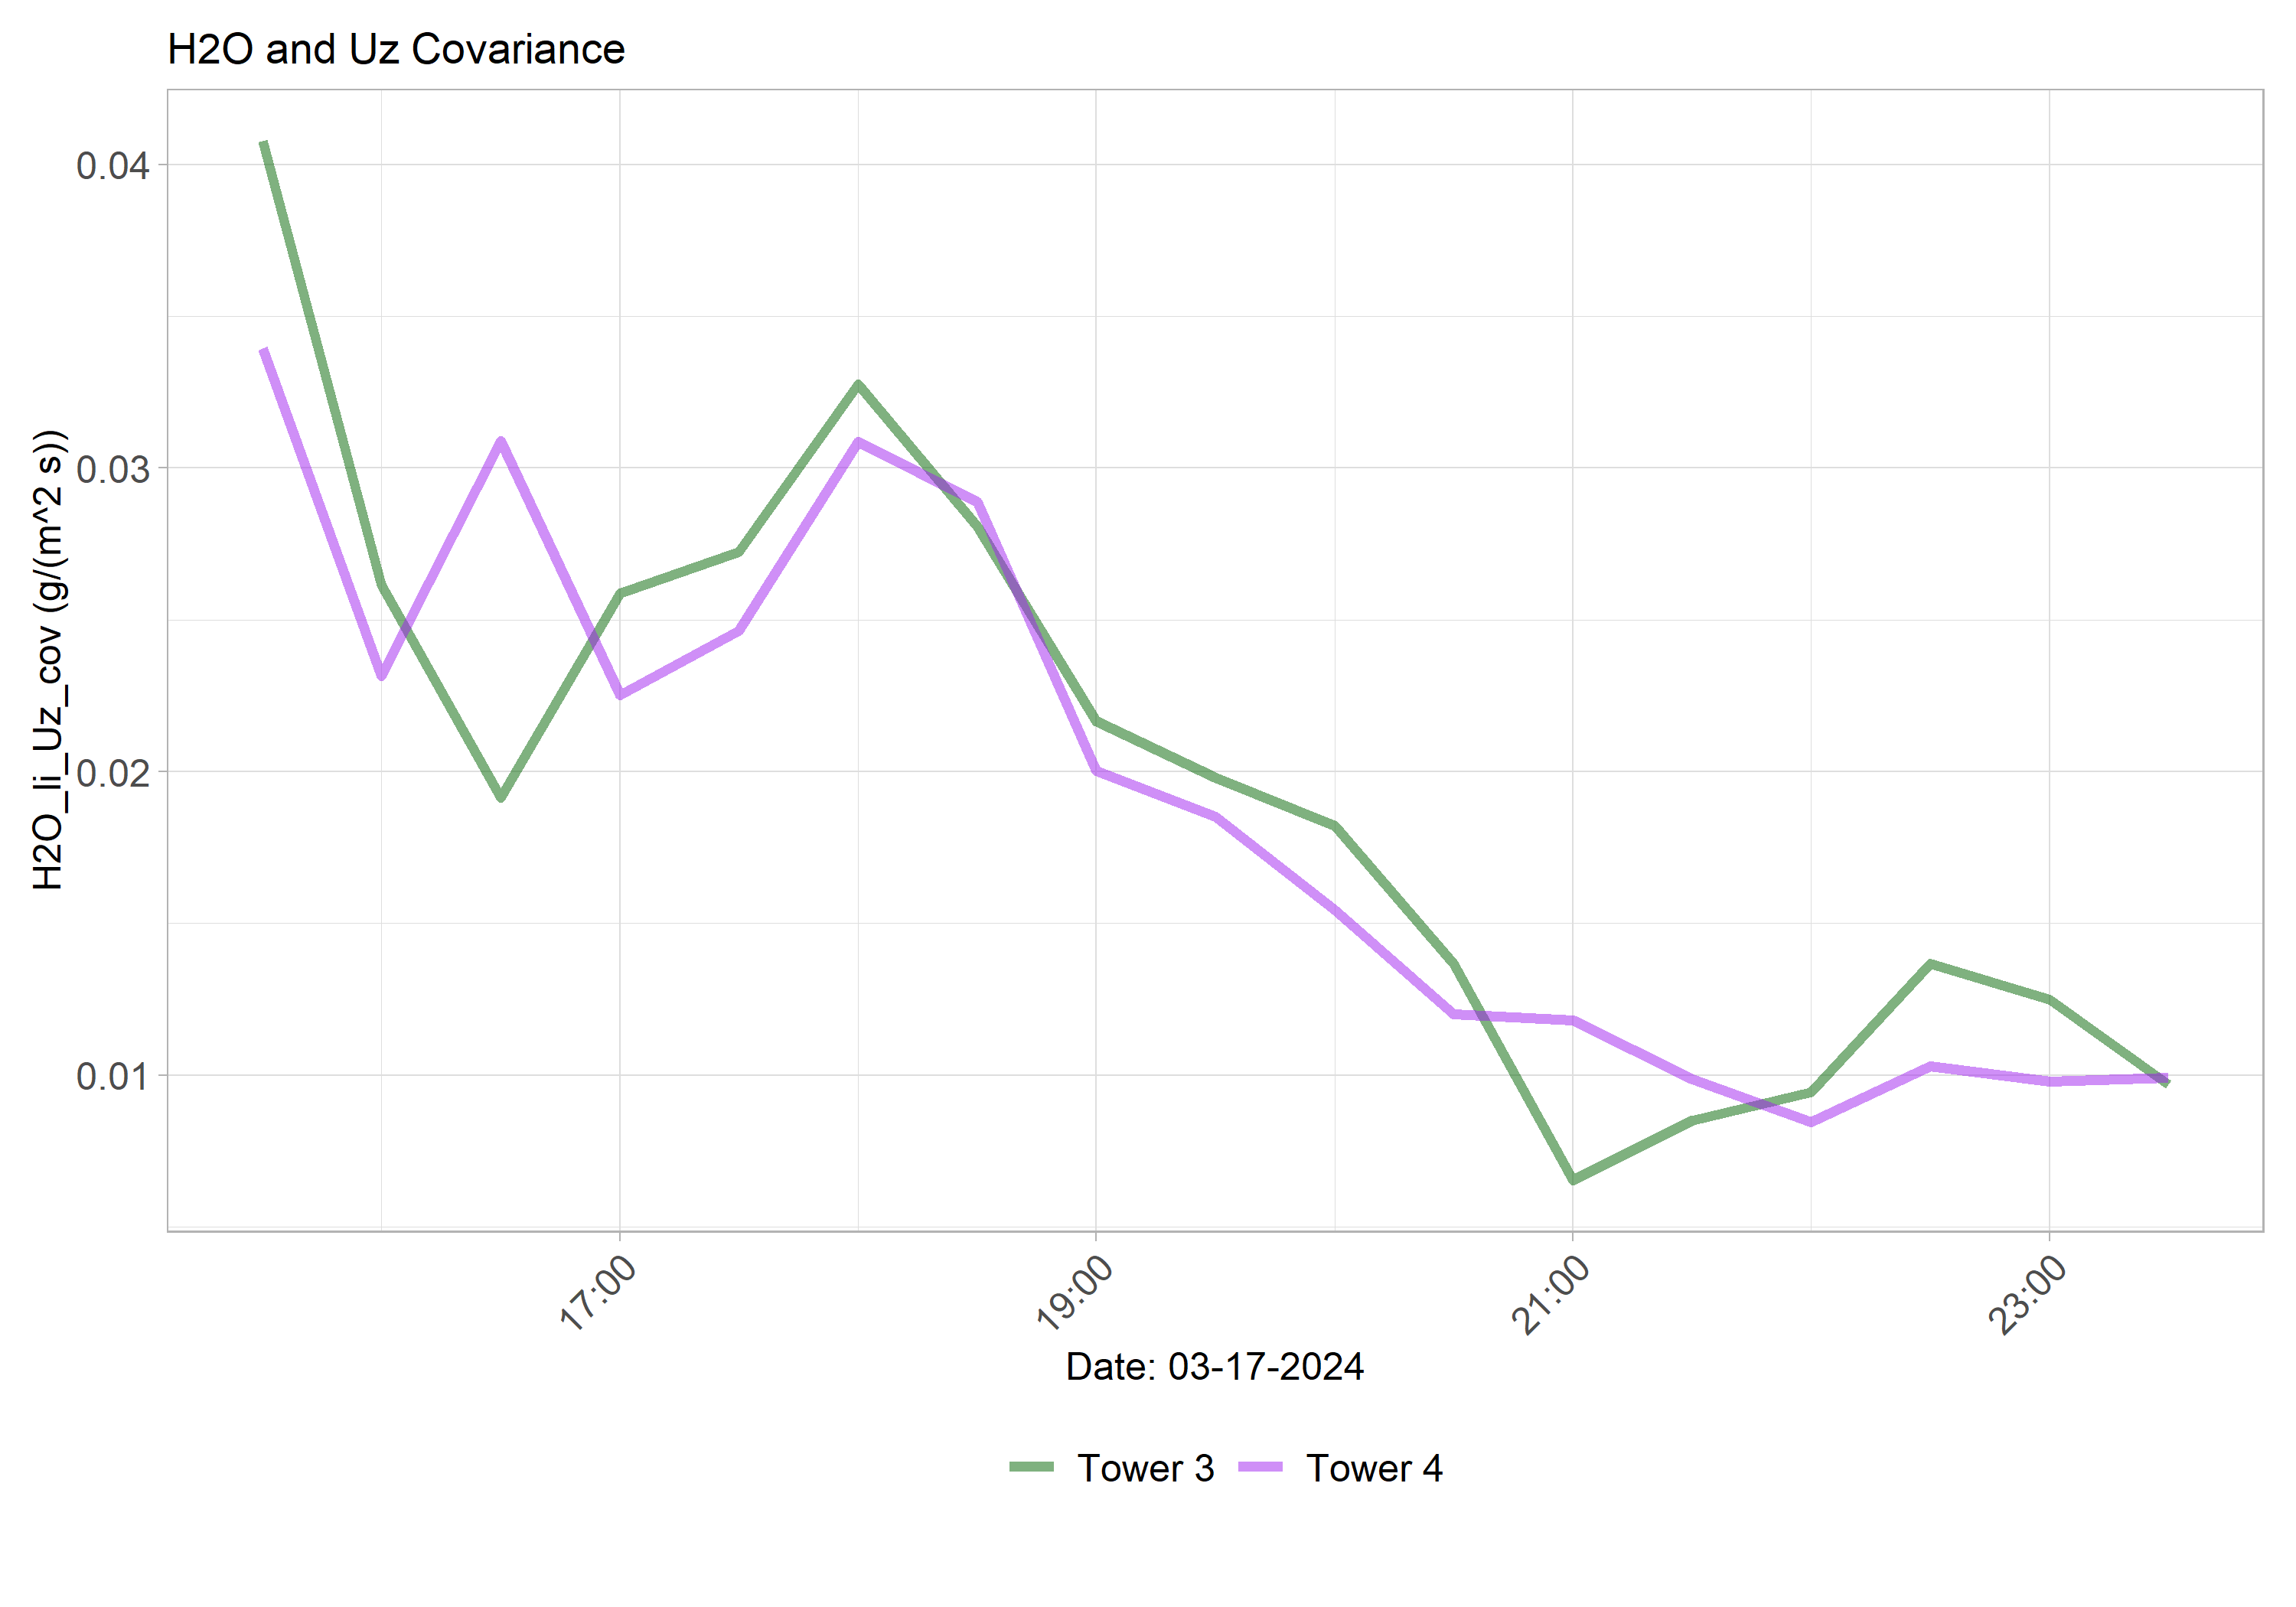 H2O and Uz Covariance
H2O_li_Uz_cov (g/(m^2 s))
0.04
0.03
0.02
0.01
17:00
19:00
21:00
23:00
Date: 03-17-2024
Tower 3
Tower 4